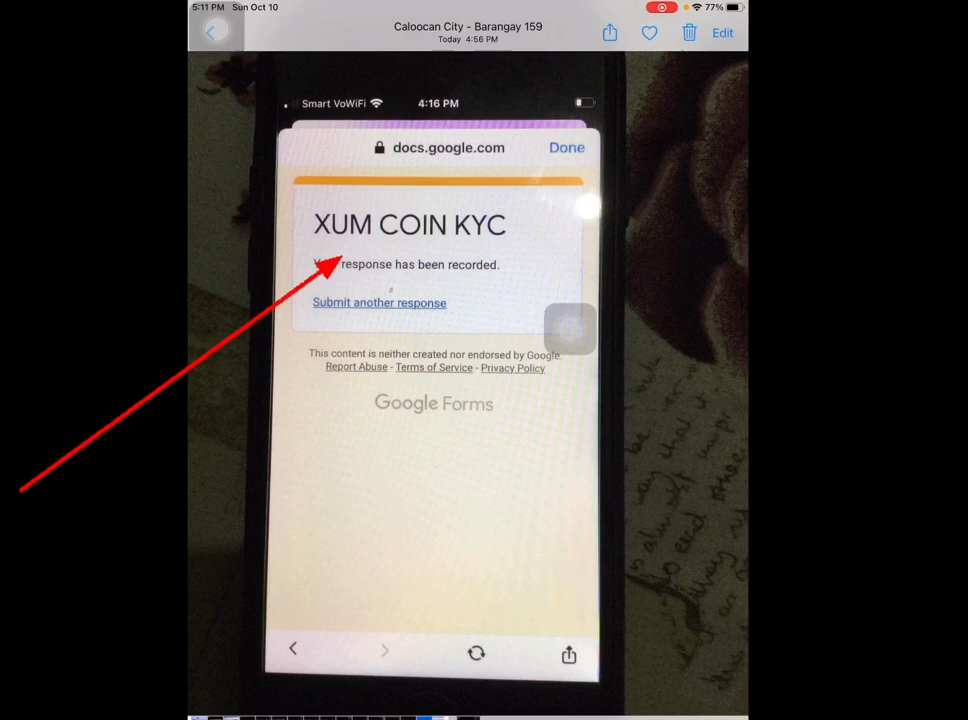 5:11 PM Sun Oct 10
77%
Caloocan City - Barangay 159
Today 4:56 PM
Edit
Smart VoWiFi
4:16 PM
docs.google.com
Done
XUM COIN KYC
response has been recorded.
Submit another response
This content is neither created nor endorsed by Google.
Report Abuse - Terms of Service - Privacy Policy
Google Forms